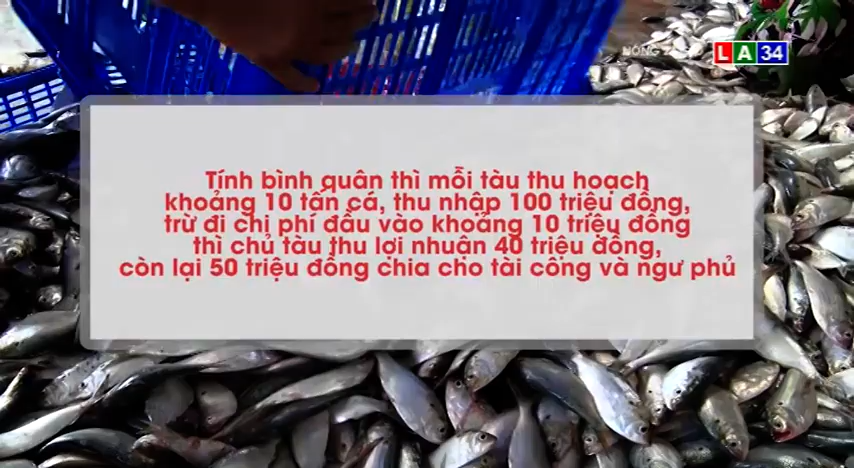 NÔNG
LA34
Tính bình quân thì mỗi tàu thu hoạch
khoảng 10 tấn cá, thu nhập 100 triệu đồng,
trừ đi chi phí đầu vào khoảng 10 triệu đồng
thì chủ tàu thu lợi nhuận 40 triệu đồng,
còn lại 50 triệu đồng chia cho tài công và ngư phủ